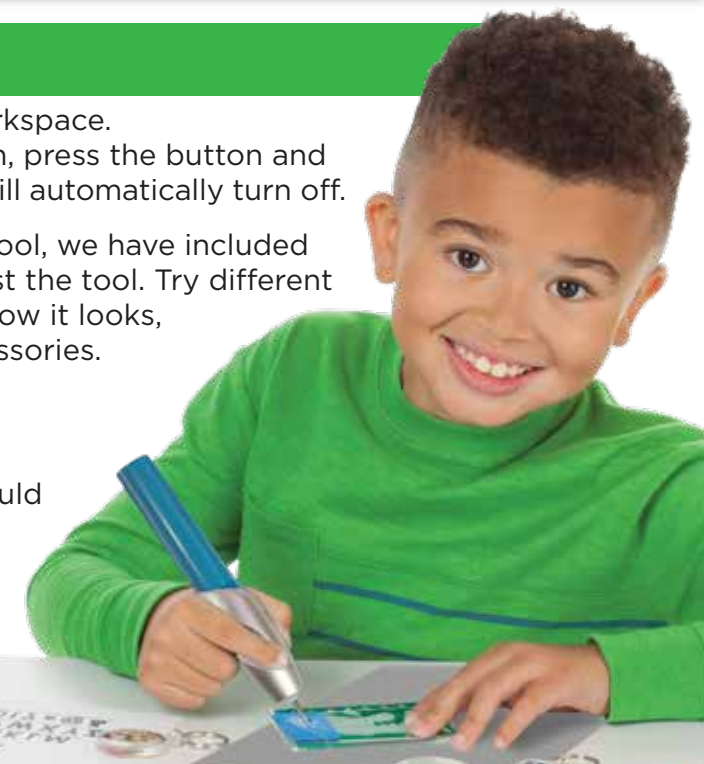 rkspace.
, press the button and
ill automatically turn off.
ool, we have included
st the tool. Try different
ow it looks,
ssories.
uld